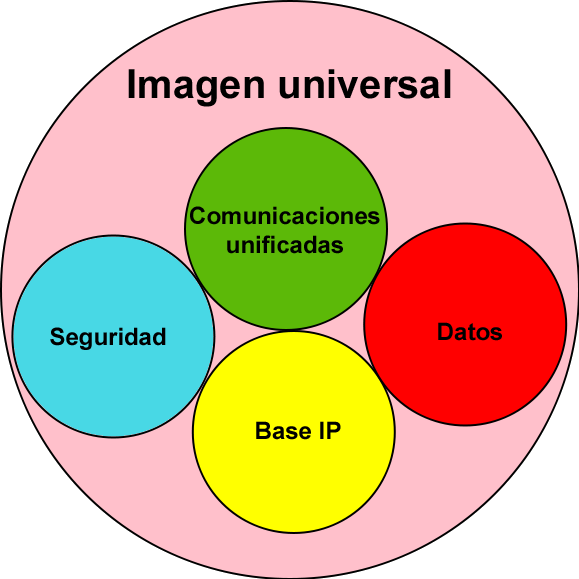 Imagen universal
Comunicaciones
unificadas
Seguridad
Datos
Base IP